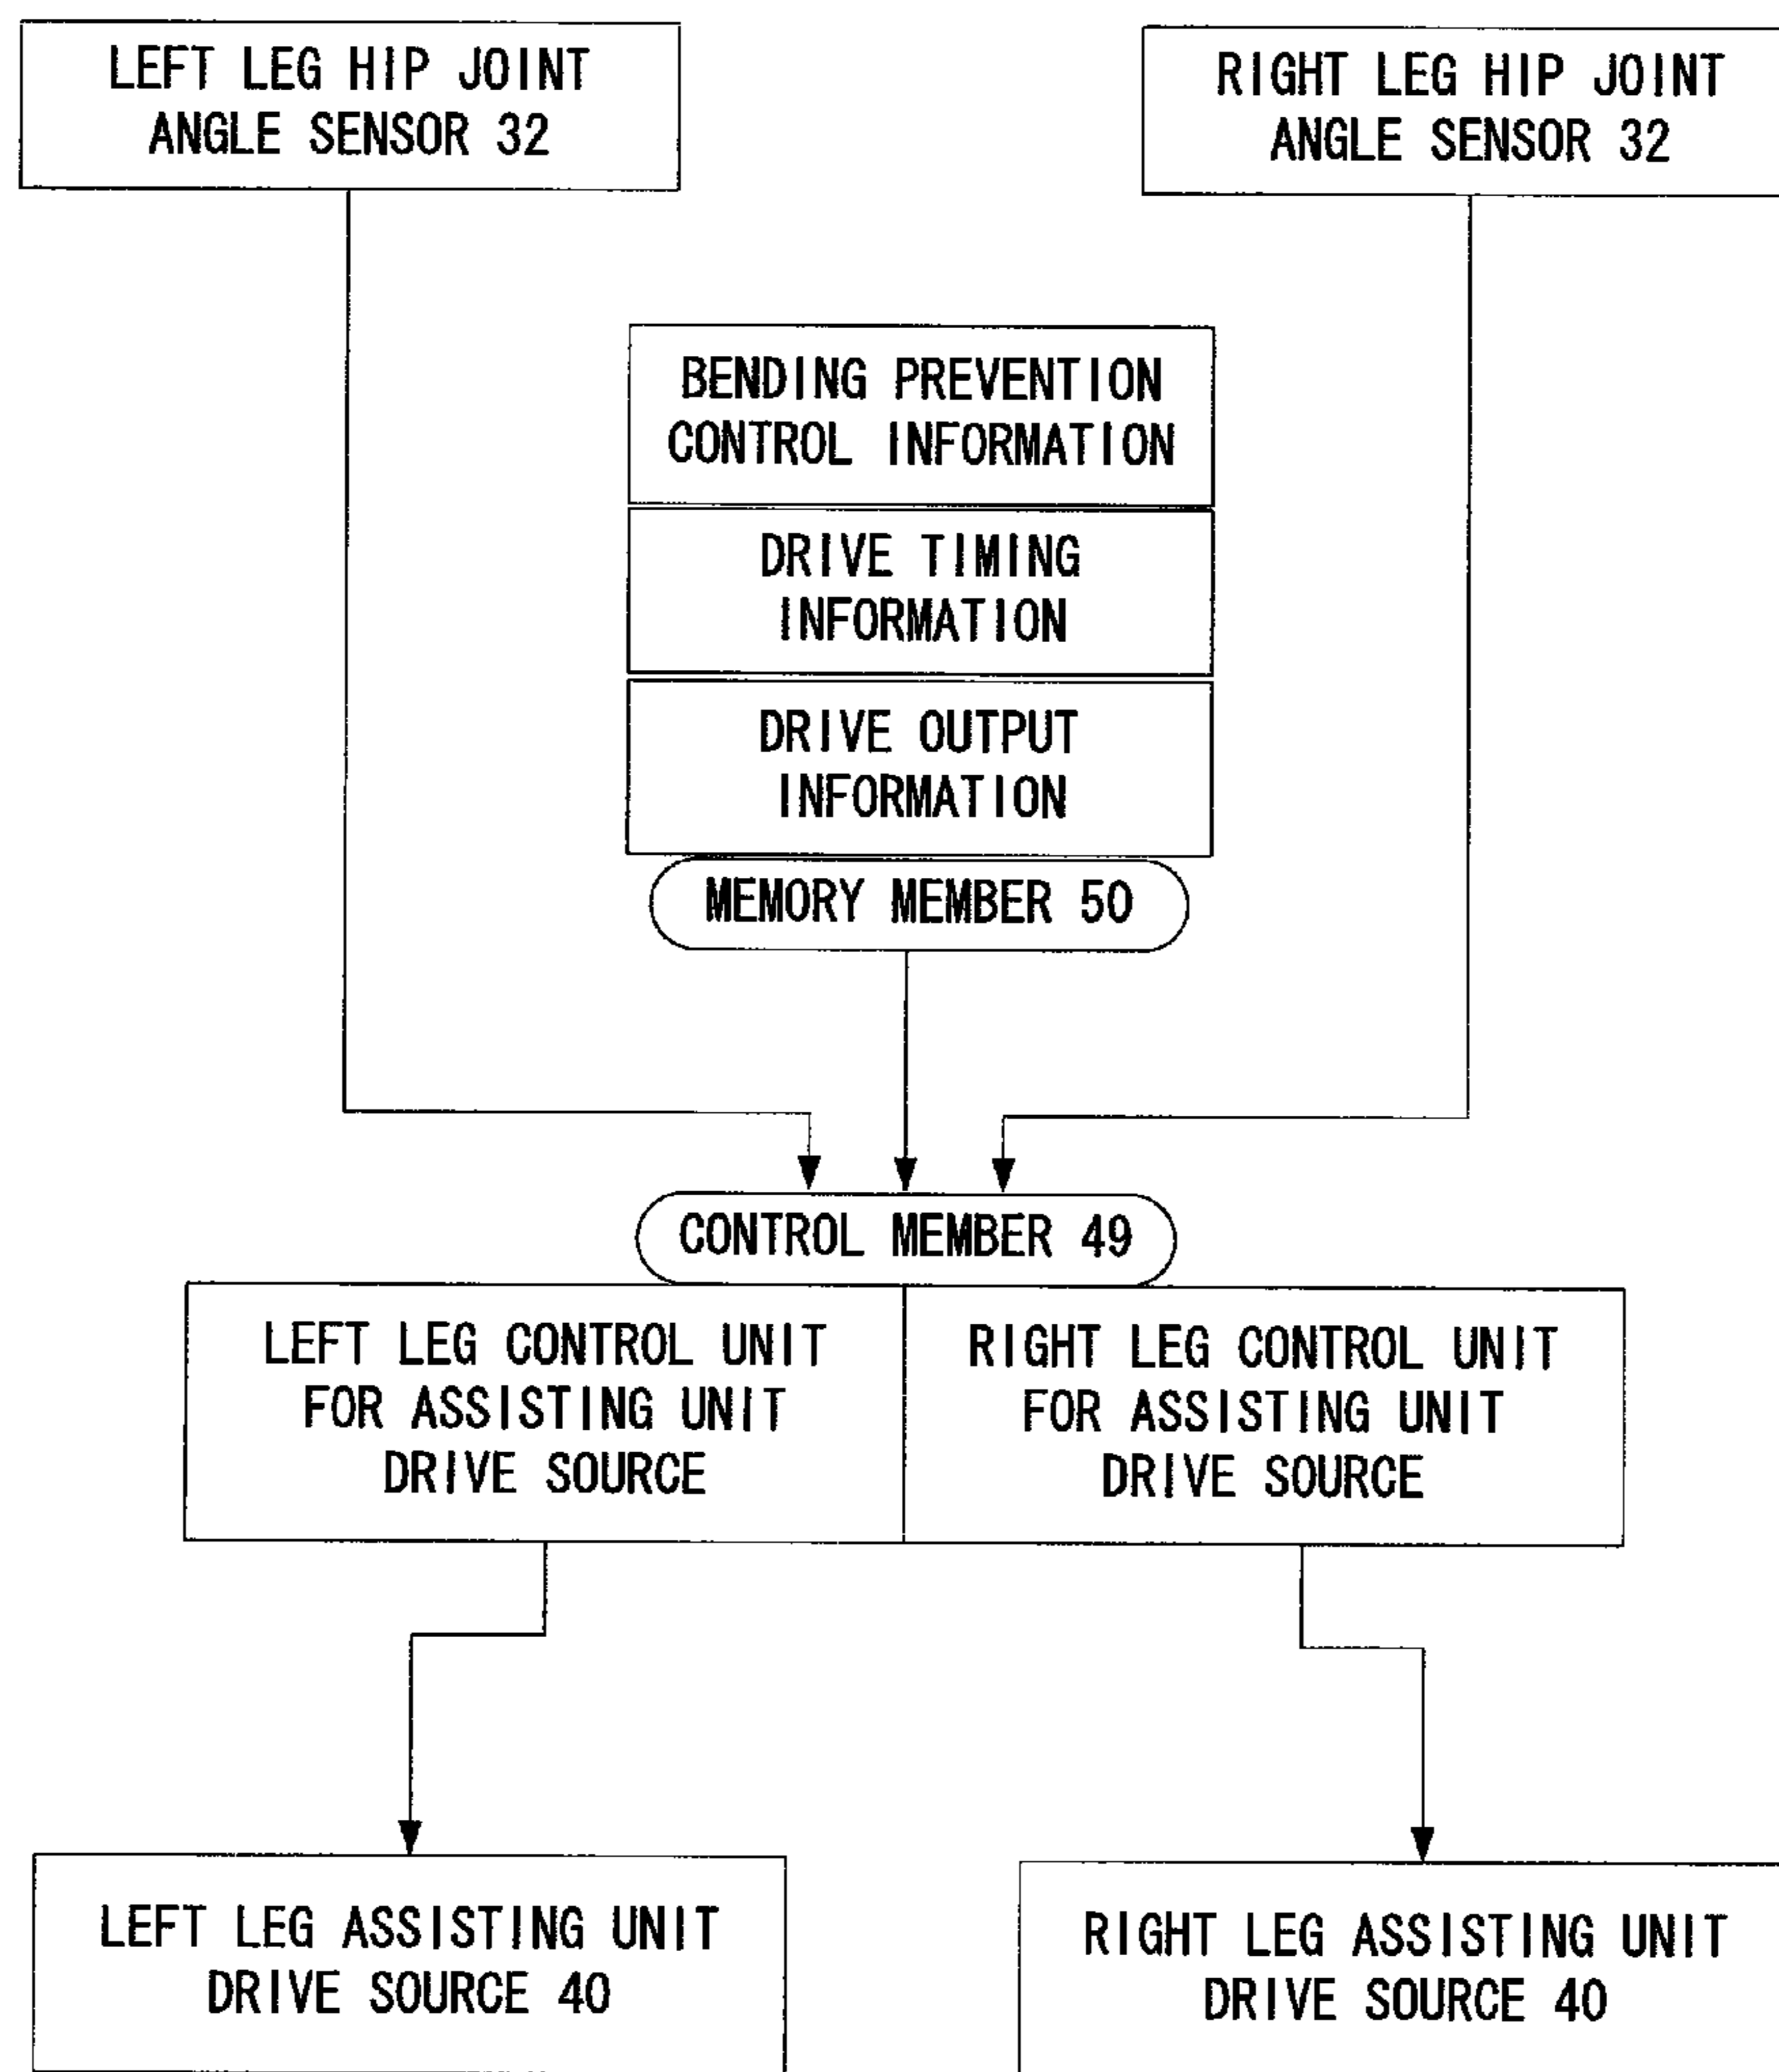 LEFT LEG HIP JOINT
ANGLE SENSOR 32
RIGHT LEG HIP JOINT
ANGLE SENSOR 32
BENDING PREVENTION
CONTROL INFORMATION
DRIVE TIMING
INFORMATION
DRIVE OUTPUT
INFORMATION
MEMORY MEMBER 50
CONTROL MEMBER 49
LEFT LEG CONTROL UNIT
FOR ASSISTING UNIT
DRIVE SOURCE
RIGHT LEG CONTROL UNIT
FOR ASSISTING UNIT
DRIVE SOURCE
LEFT LEG ASSISTING UNIT
DRIVE SOURCE 40
RIGHT LEG ASSISTING UNIT
DRIVE SOURCE 40